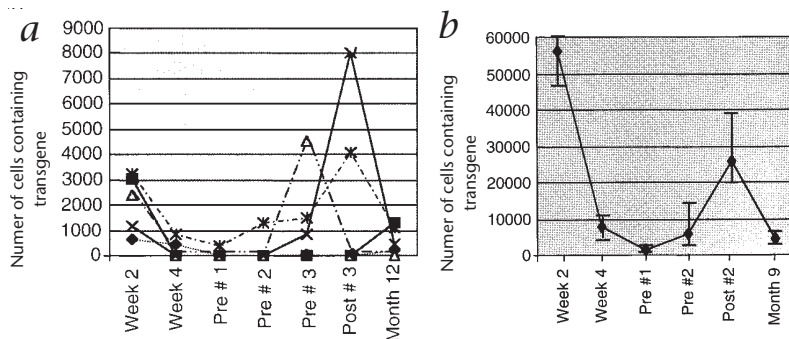 a
Numer of cells containing
transgene
9000
8000
7000
6000
5000
4000
3000
2000
1000
0
Week 2
Week 4
Pre # 1
Pre # 2
Pre # 3
Post # 3
Month 12
b
Numer of cells containing
transgene
60000
50000
40000
30000
20000
10000
0
Week 2
Week 4
Pre #1
Pre #2
Post #2
Month 9